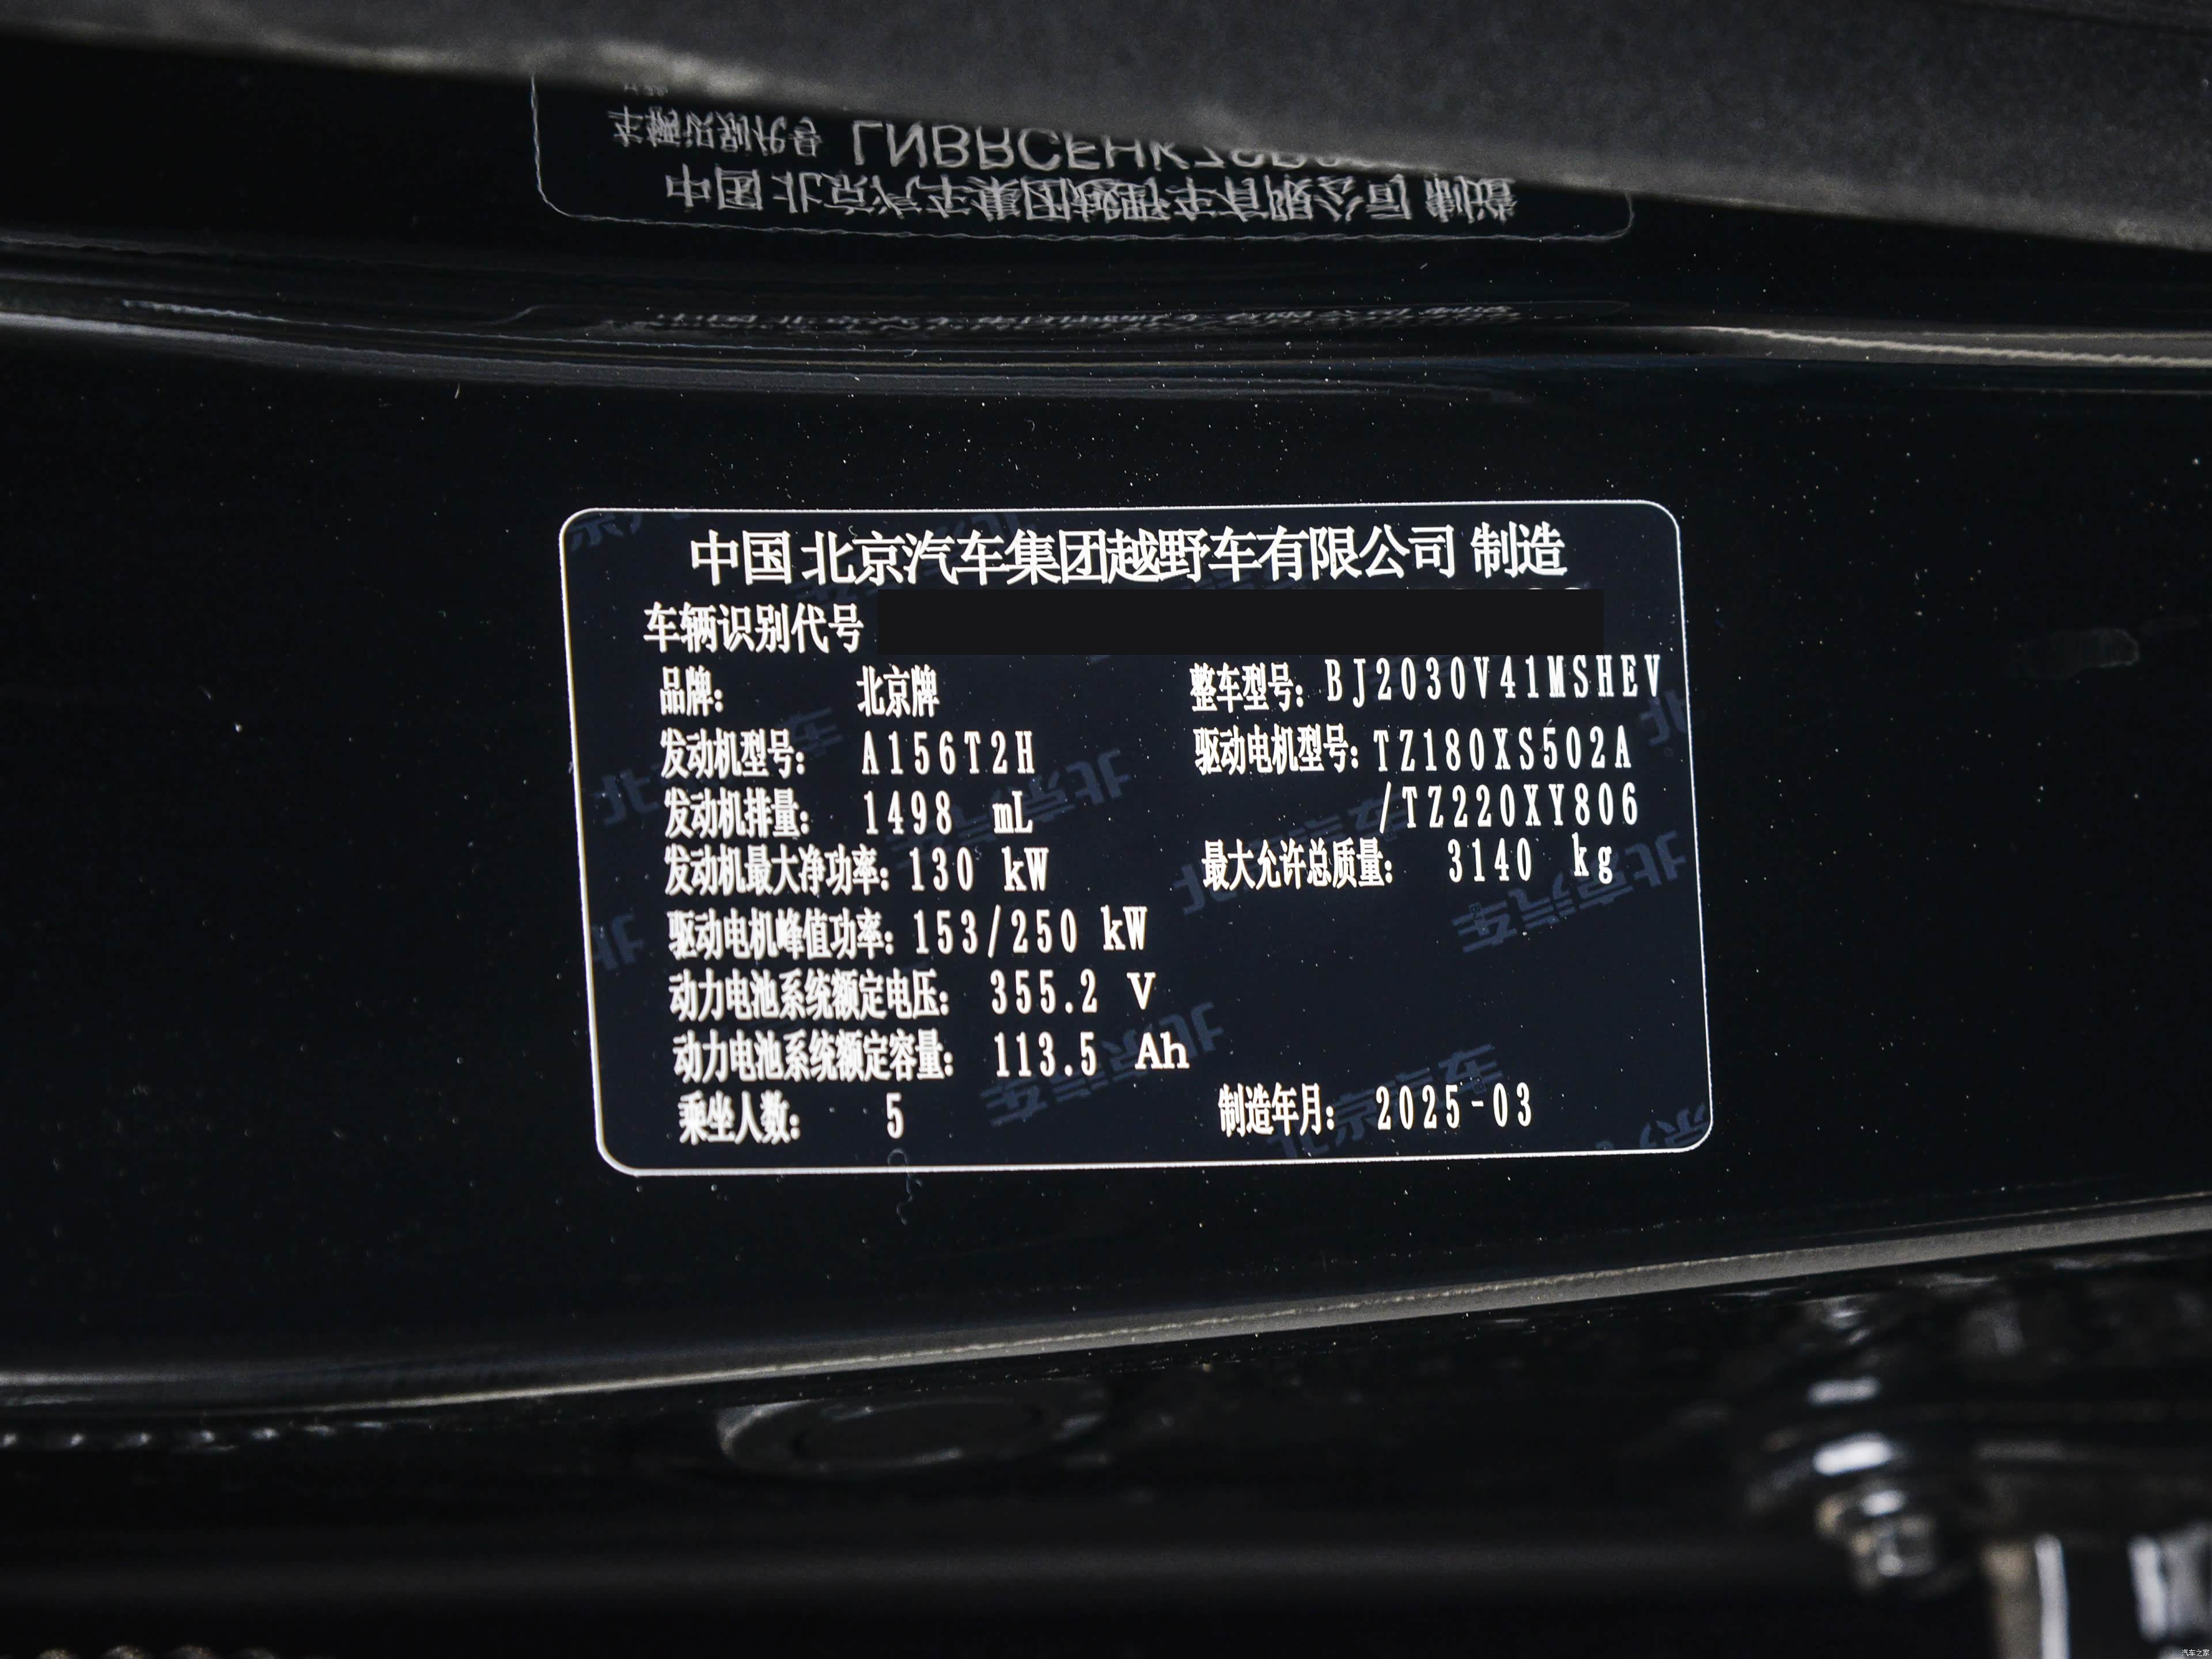 中国 北京汽车集团越野车有限公司 制造
车辆识别代号
品牌: 北京牌 整车型号: BJ2030V41MSHEV
发动机型号: A156T2H 驱动电机型号: TZ180XS502A
发动机排量: 1498 mL /TZ220XY806
发动机最大净功率: 130 kW 最大允许总质量: 3140 kg
驱动电机峰值功率: 153/250 kW
动力电池系统额定电压: 355.2 V
动力电池系统额定容量: 113.5 Ah
乘坐人数: 5 制造年月: 2025-03
汽车之家